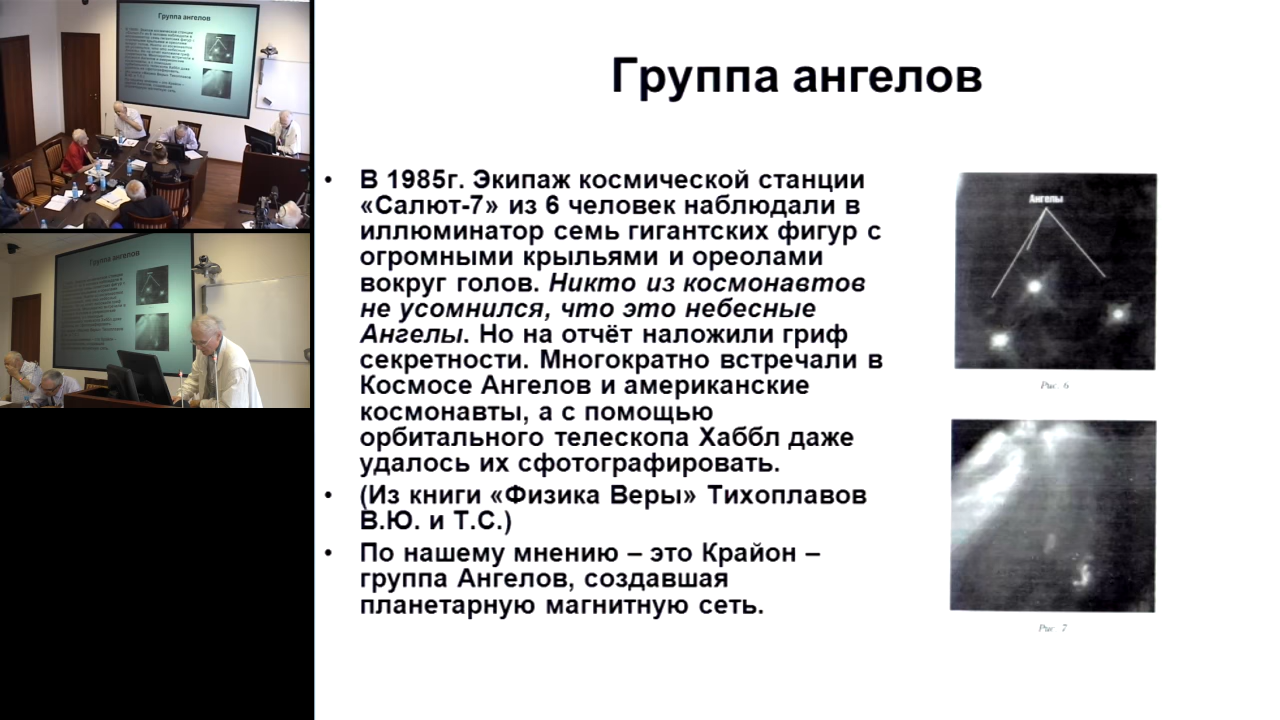 Группа ангелов
• В 1985г. Экипаж космической станции
«Салют-7» из 6 человек наблюдали в
иллюминатор семь гигантских фигур с
огромными крыльями и ореолами
вокруг голов. Никто из космонавтов
не усомнился, что это небесные
Ангелы. Но на отчёт наложили гриф
секретности. Многократно встречали в
Космосе Ангелов и американские
космонавты, а с помощью
орбитального телескопа Хаббл даже
удалось их сфотографировать.
• (Из книги «Физика Веры» Тихоплавов
В.Ю. и Т.С.)
• По нашему мнению – это Крайон –
группа Ангелов, создавшая
планетарную магнитную сеть.
Ангелы
Рис. 6
Рис. 7
Группа ангелов
Группа ангелов